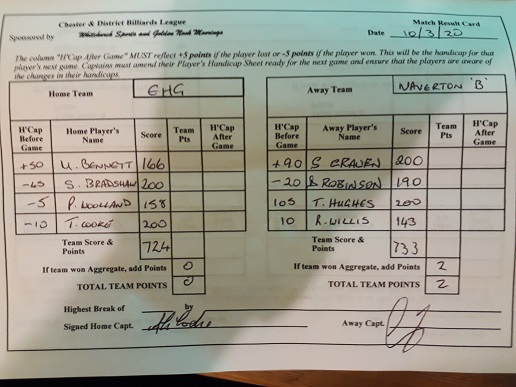 Chester & District Billiards League
Match Result Card
Sponsored by Whitchurch Sports and Golden Nook Moorings
Date 10/3/20
The column "H'Cap After Game" MUST reflect +5 points if the player lost or -5 points if the player won. This will be the handicap for that
player's next game. Captains must amend their Player's Handicap Sheet ready for the next game and ensure that the players are aware of
the changes in their handicaps.
Home Team GHG
Away Team NAVERTON 'B'
H'Cap Before Game Home Player's Name Score Team Pts H'Cap After Game
H'Cap Before Game Away Player's Name Score Team Pts H'Cap After Game
+50 M. BENNETT 166
+90 S CRAVEN 200
-45 S. BRADSHAW 200
-20 B ROBINSON 190
-5 P. WOOLLAND 158
105 T. HUGHES 200
-10 T. COOKE 200
10 R. WILLIS 143
Team Score & Points 724
Team Score & Points 733
If team won Aggregate, add Points 0
If team won Aggregate, add Points 2
TOTAL TEAM POINTS 0
TOTAL TEAM POINTS 2
Highest Break of by
Signed Home Capt.
Away Capt.